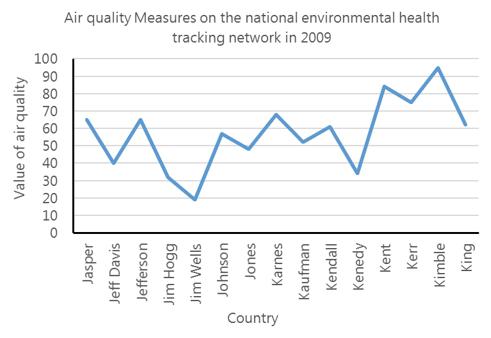 Air quality Measures on the national environmental health
tracking network in 2009
Value of air quality
100
90
80
70
60
50
40
30
20
10
0
Jasper
Jeff Davis
Jefferson
Jim Hogg
Jim Wells
Johnson
Jones
Karnes
Kaufman
Kendall
Kenedy
Kent
Kerr
Kimble
King
Country